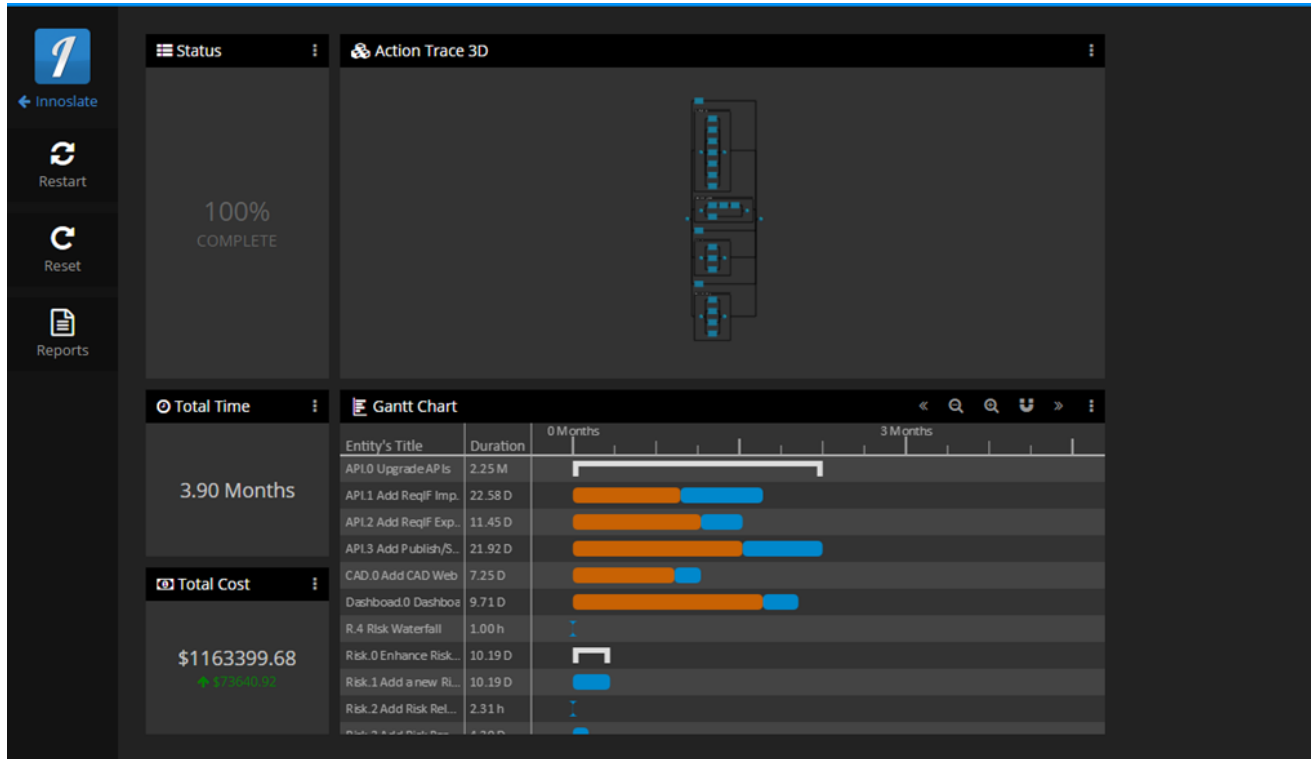 Innoslate
Restart
Reset
Reports
Status
100%
COMPLETE
Action Trace 3D
Total Time
3.90 Months
Total Cost
$1163399.68
$73640.92
Gantt Chart
0 Months 3 Months
Entity's Title Duration
API.0 Upgrade APIs 2.25 M
API.1 Add ReqIF Imp. 22.58 D
API.2 Add ReqIF Exp.. 11.45 D
API.3 Add Publish/S... 21.92 D
CAD.0 Add CAD Web 7.25 D
Dashboad.0 Dashboa 9.71 D
R.4 RIsk Waterfall 1.00 h
Risk.0 Enhance Risk... 10.19 D
Risk.1 Add a new Ri... 10.19 D
Risk.2 Add Risk Rel... 2.31 h